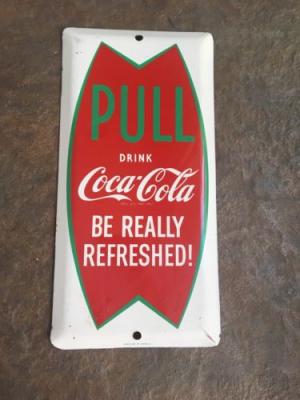 PULL
DRINK
Coca-Cola
BE REALLY
REFRESHED!